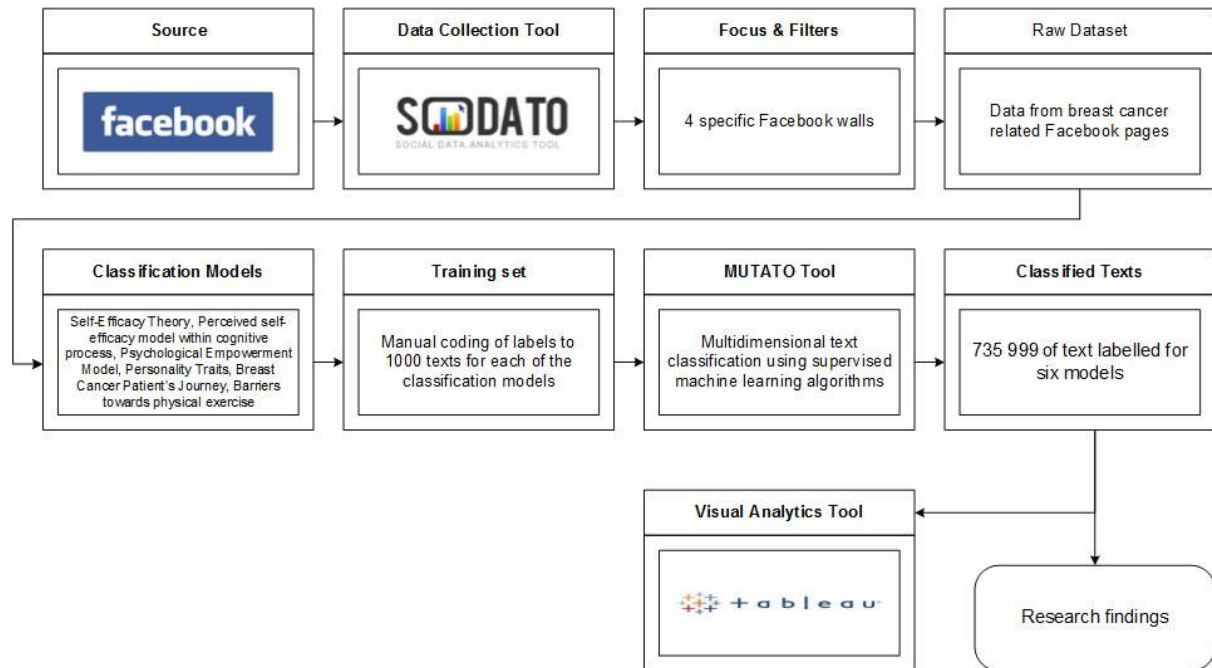 Source
Data Collection Tool
Focus & Filters
Raw Dataset
facebook
SODATO
SOCIAL DATA ANALYTICS TOOL
4 specific Facebook walls
Data from breast cancer
related Facebook pages
Classification Models
Training set
MUTATO Tool
Classified Texts
Self-Efficacy Theory, Perceived self-
efficacy model within cognitive
process, Psychological Empowerment
Model, Personality Traits, Breast
Cancer Patient's Journey, Barriers
towards physical exercise
Manual coding of labels to
1000 texts for each of the
classification models
Multidimensional text
classification using supervised
machine learning algorithms
735 999 of text labelled for
six models
Visual Analytics Tool
tableau
Research findings